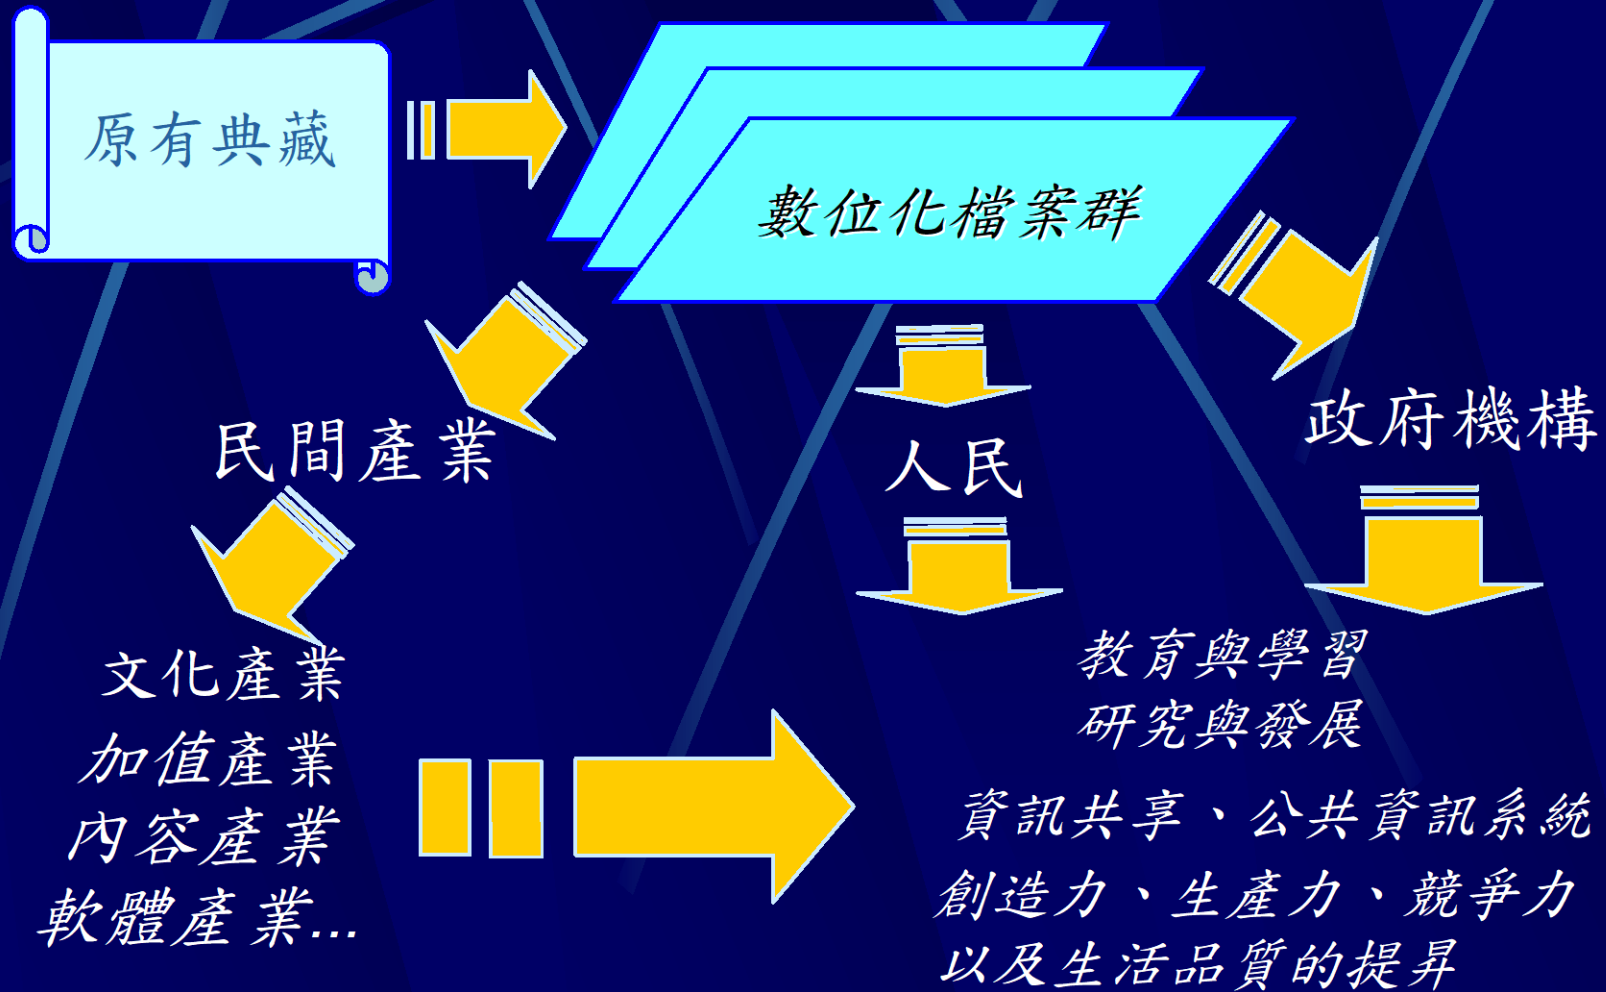 原有典藏
數位化檔案群
民間產業
人民
政府機構
文化產業
加值產業
內容產業
軟體產業...
教育與學習
研究與發展
資訊共享、公共資訊系統
創造力、生產力、競爭力
以及生活品質的提昇